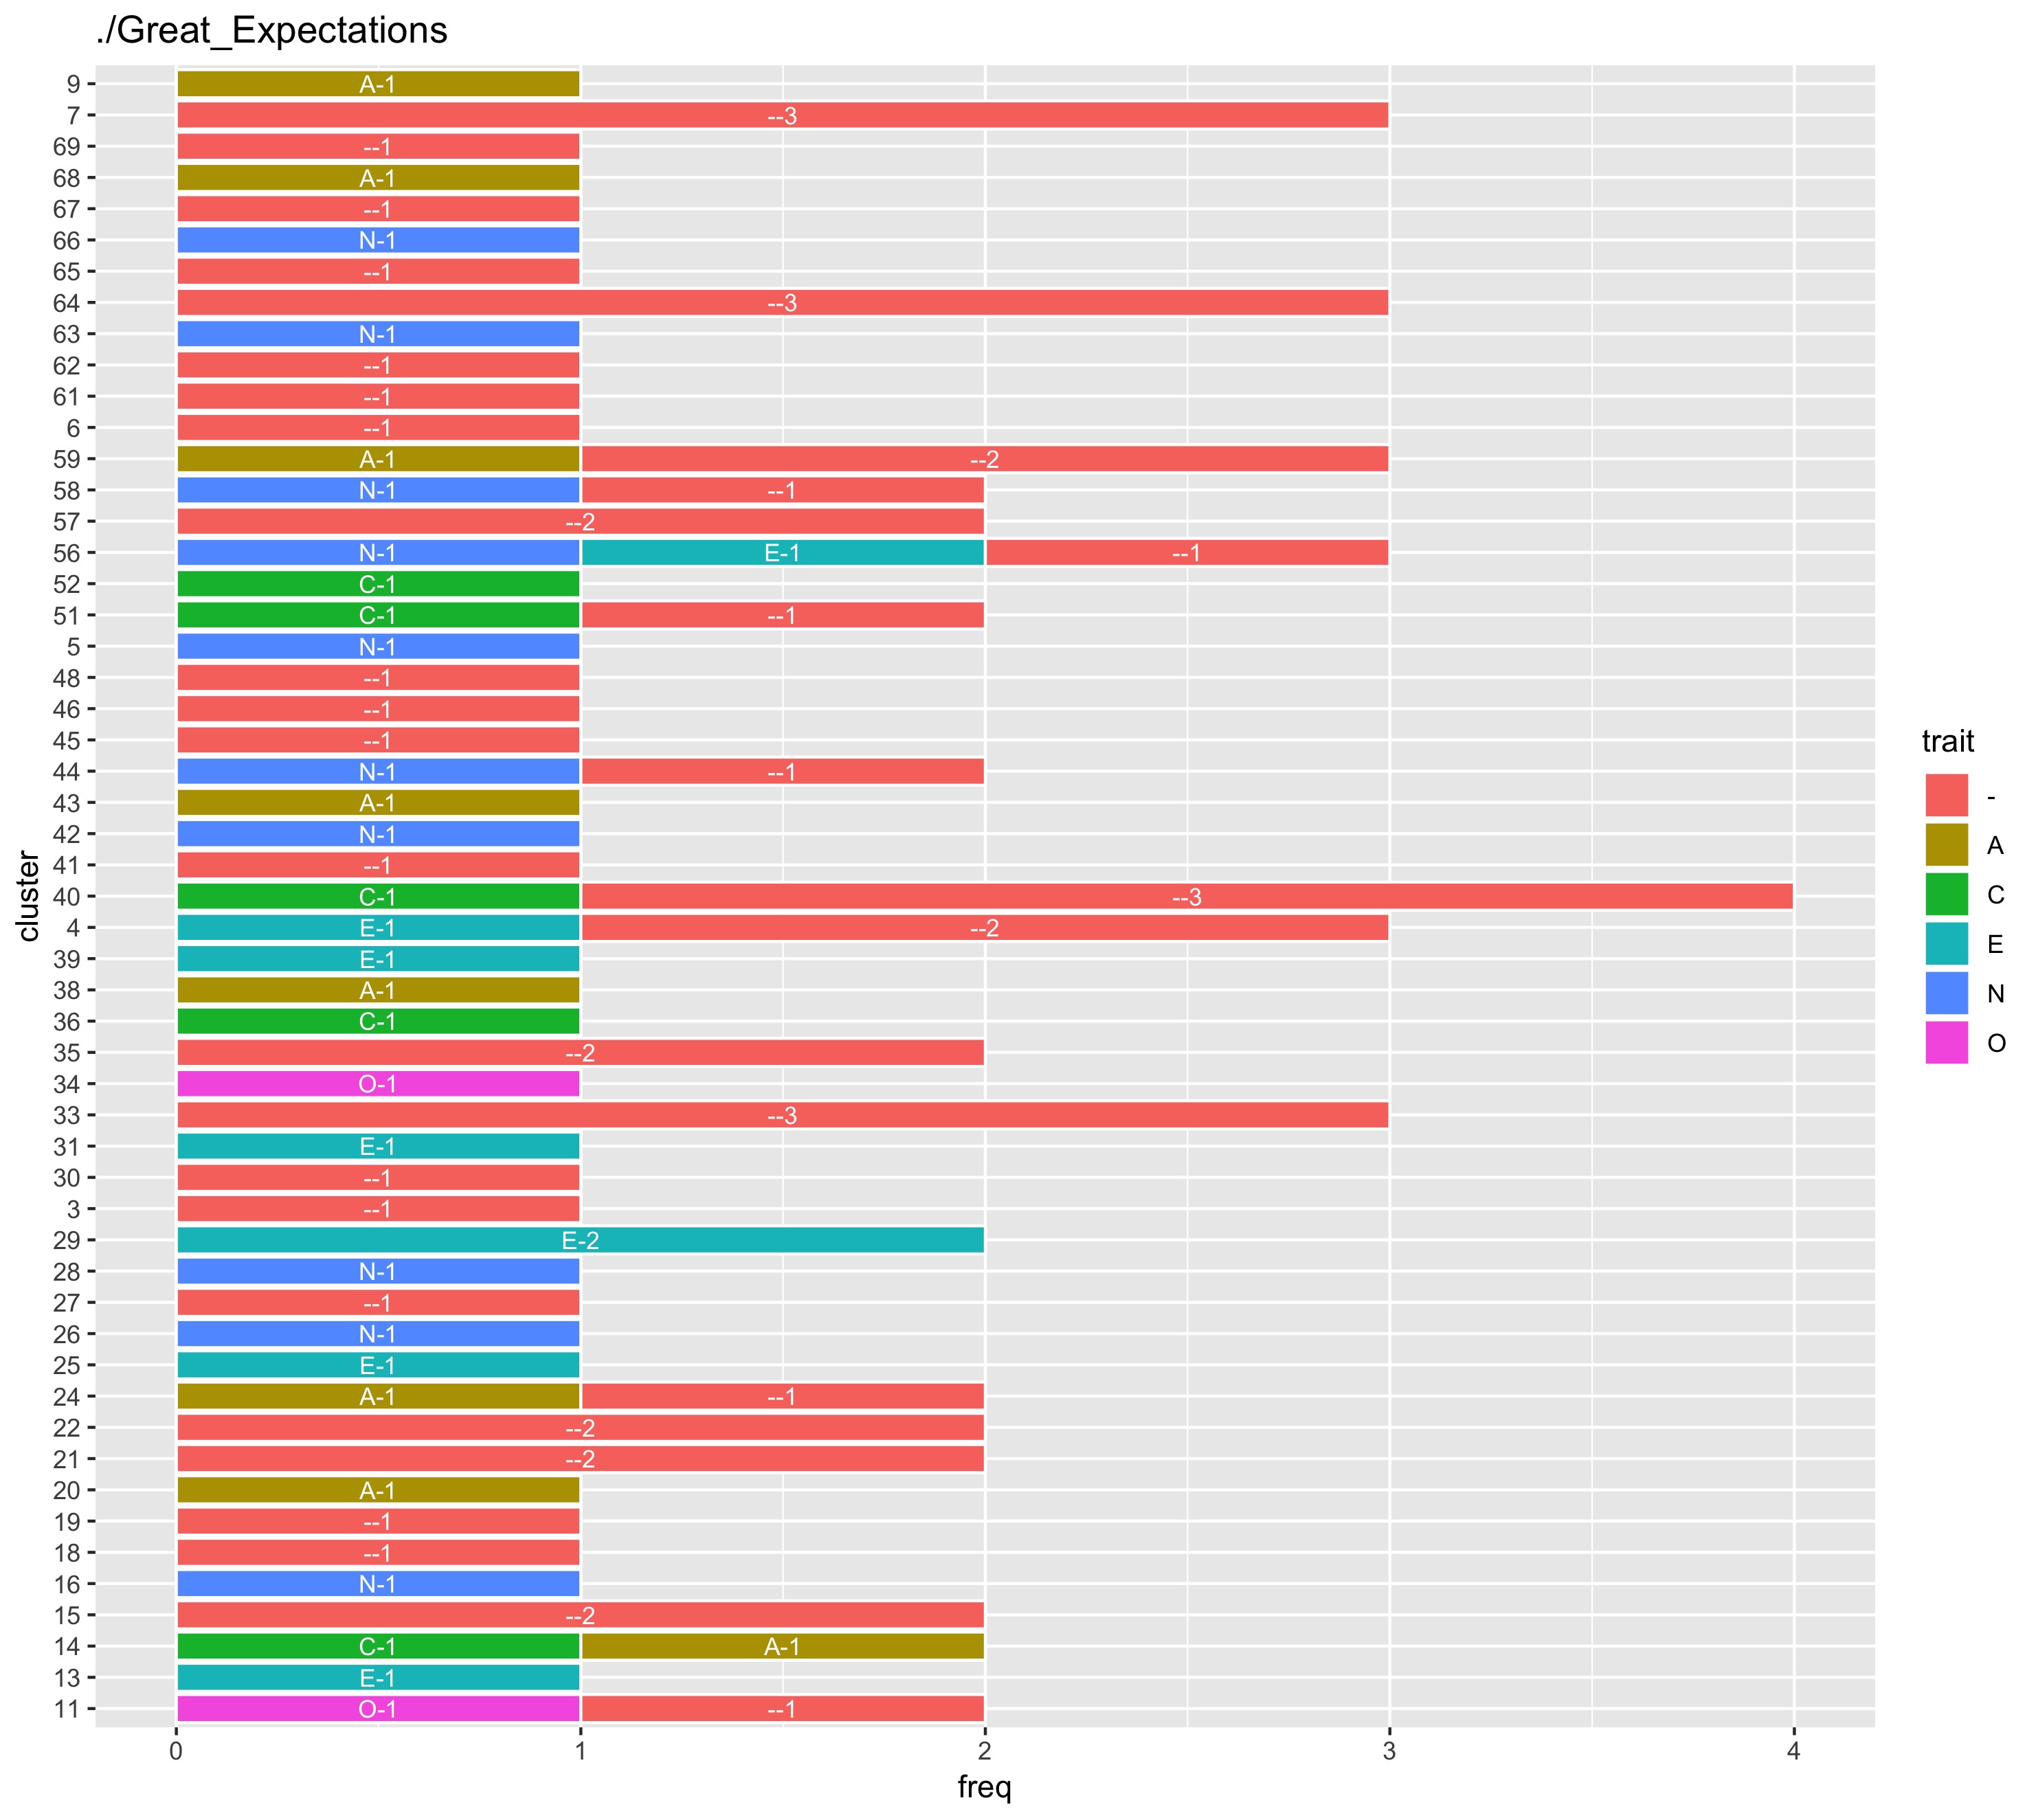 ./Great_Expectations
9 A-1
7 --3
69 --1
68 A-1
67 --1
66 N-1
65 --1
64 --3
63 N-1
62 --1
61 --1
6 --1
59 A-1 --2
58 N-1 --1
57 --2
56 N-1 E-1 --1
52 C-1
51 C-1 --1
5 N-1
48 --1
46 --1
45 --1
44 N-1 --1
43 A-1
42 N-1
41 --1
40 C-1 --3
4 E-1 --2
39 E-1
38 A-1
36 C-1
35 --2
34 O-1
33 --3
31 E-1
30 --1
3 --1
29 E-2
28 N-1
27 --1
26 N-1
25 E-1
24 A-1 --1
22 --2
21 --2
20 A-1
19 --1
18 --1
16 N-1
15 --2
14 C-1 A-1
13 E-1
11 O-1 --1
0 1 2 3 4
freq
cluster
trait
-
A
C
E
N
O